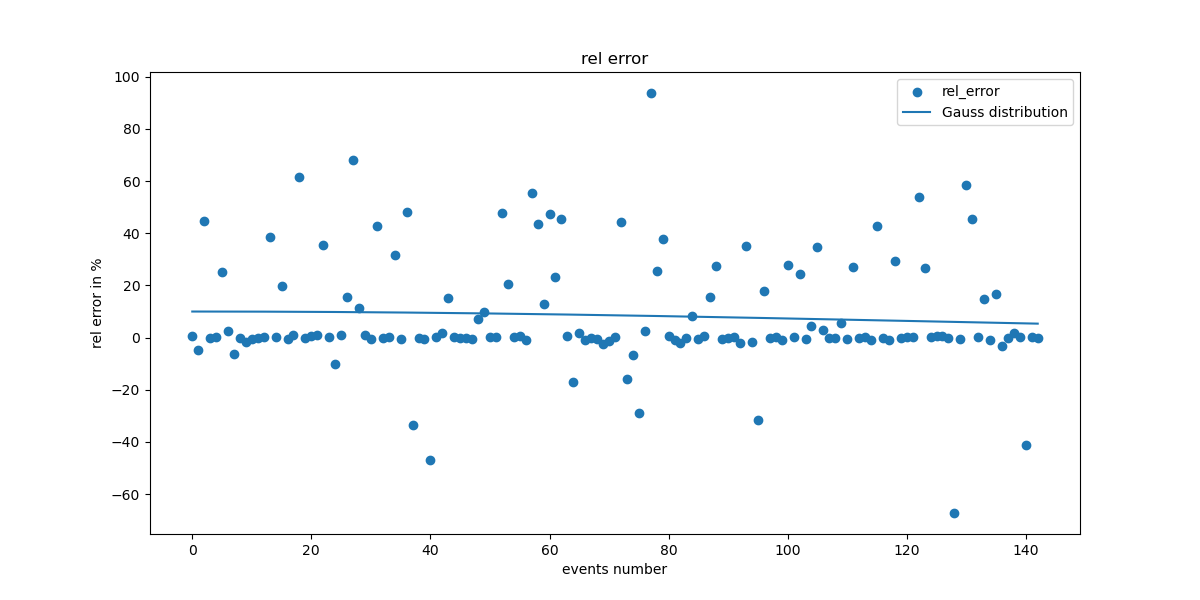 rel error
rel_error
Gauss distribution
rel error in %
100
80
60
40
20
0
−20
−40
−60
0 20 40 60 80 100 120 140
events number